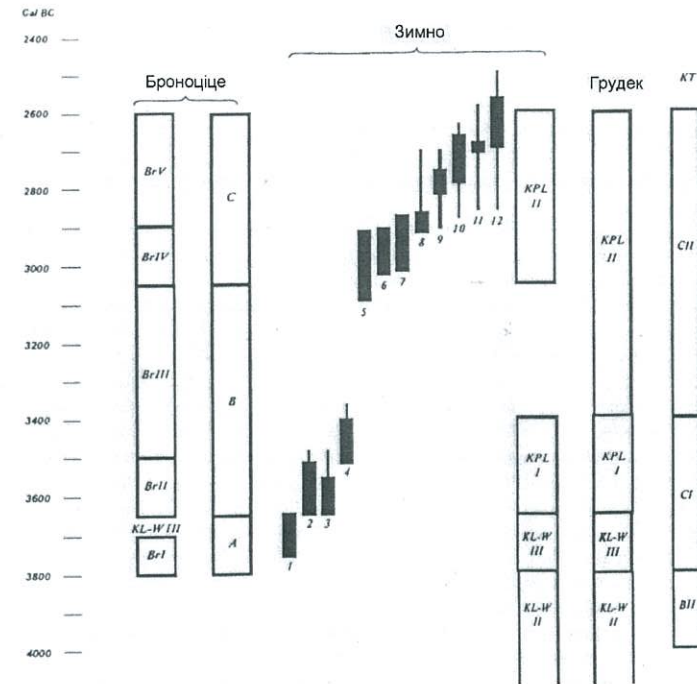 Cal BC
2400
2600
2800
3000
3200
3400
3600
3800
4000
Броноціце
BrV
BrIV
BrIII
BrII
KL-W III
BrI
C
B
A
Зимно
1
2
3
4
5
6
7
8
9
10
11
12
KPL
II
KPL
I
KL-W
III
KL-W
II
Грудек
KPL
II
KPL
I
KL-W
III
KL-W
II
KT
CII
CI
BII